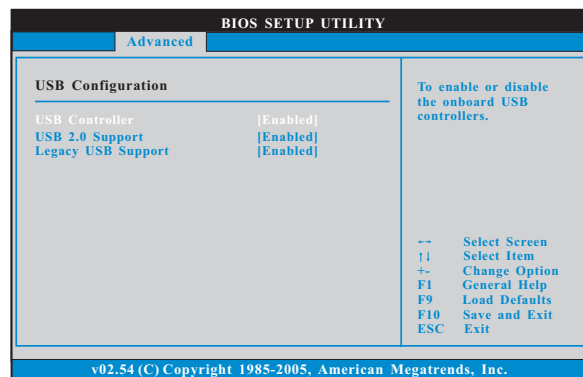 BIOS SETUP UTILITY
Advanced
USB Configuration
USB Controller [Enabled]
USB 2.0 Support [Enabled]
Legacy USB Support [Enabled]
To enable or disable
the onboard USB
controllers.
←→ Select Screen
↑↓ Select Item
+- Change Option
F1 General Help
F9 Load Defaults
F10 Save and Exit
ESC Exit
v02.54 (C) Copyright 1985-2005, American Megatrends, Inc.